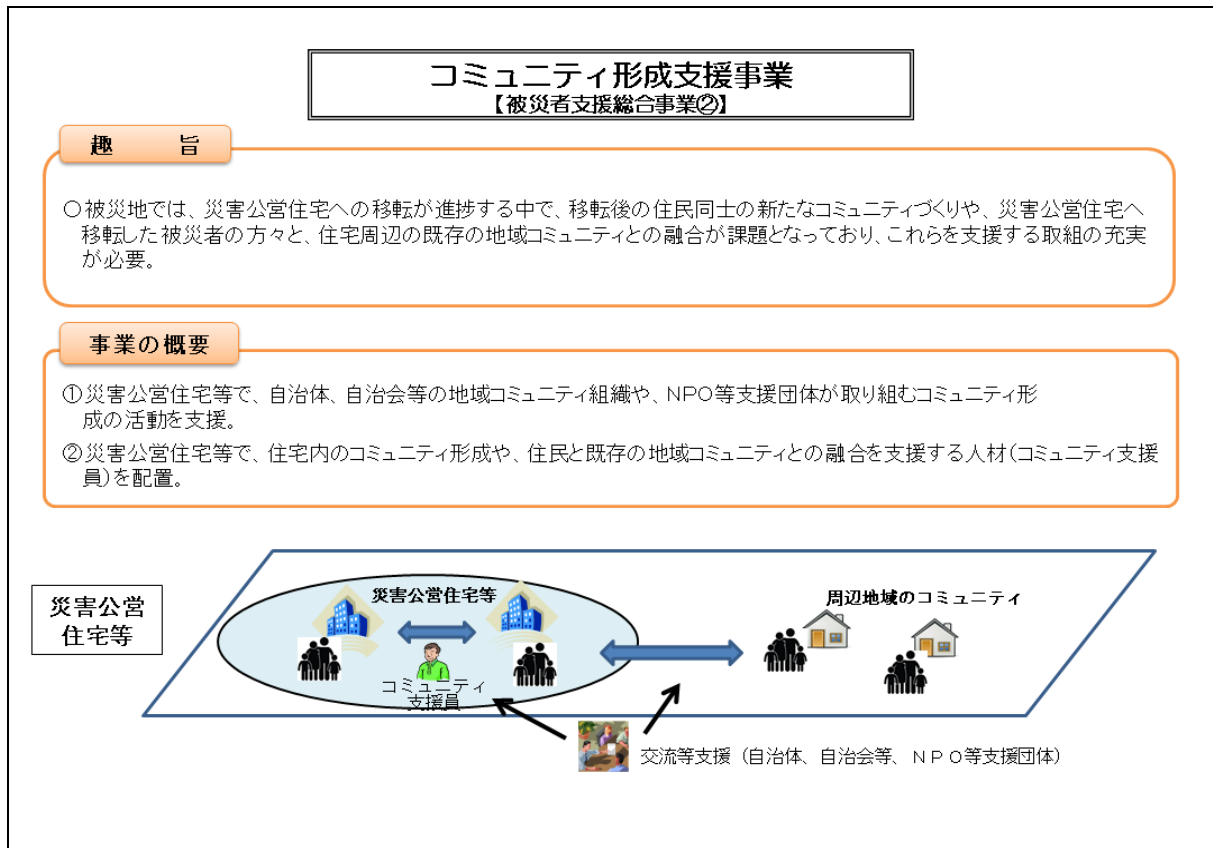 コミュニティ形成支援事業
【被災者支援総合事業②】
趣　　旨
○被災地では、災害公営住宅への移転が進捗する中で、移転後の住民同士の新たなコミュニティづくりや、災害公営住宅へ
移転した被災者の方々と、住宅周辺の既存の地域コミュニティとの融合が課題となっており、これらを支援する取組の充実
が必要。
事業の概要
①災害公営住宅等で、自治体、自治会等の地域コミュニティ組織や、NPO等支援団体が取り組むコミュニティ形
成の活動を支援。
②災害公営住宅等で、住宅内のコミュニティ形成や、住民と既存の地域コミュニティとの融合を支援する人材(コミュニティ支援
員)を配置。
災害公営
住宅等
災害公営住宅等
周辺地域のコミュニティ
コミュニティ
支援員
交流等支援（自治体、自治会等、ＮＰＯ等支援団体）